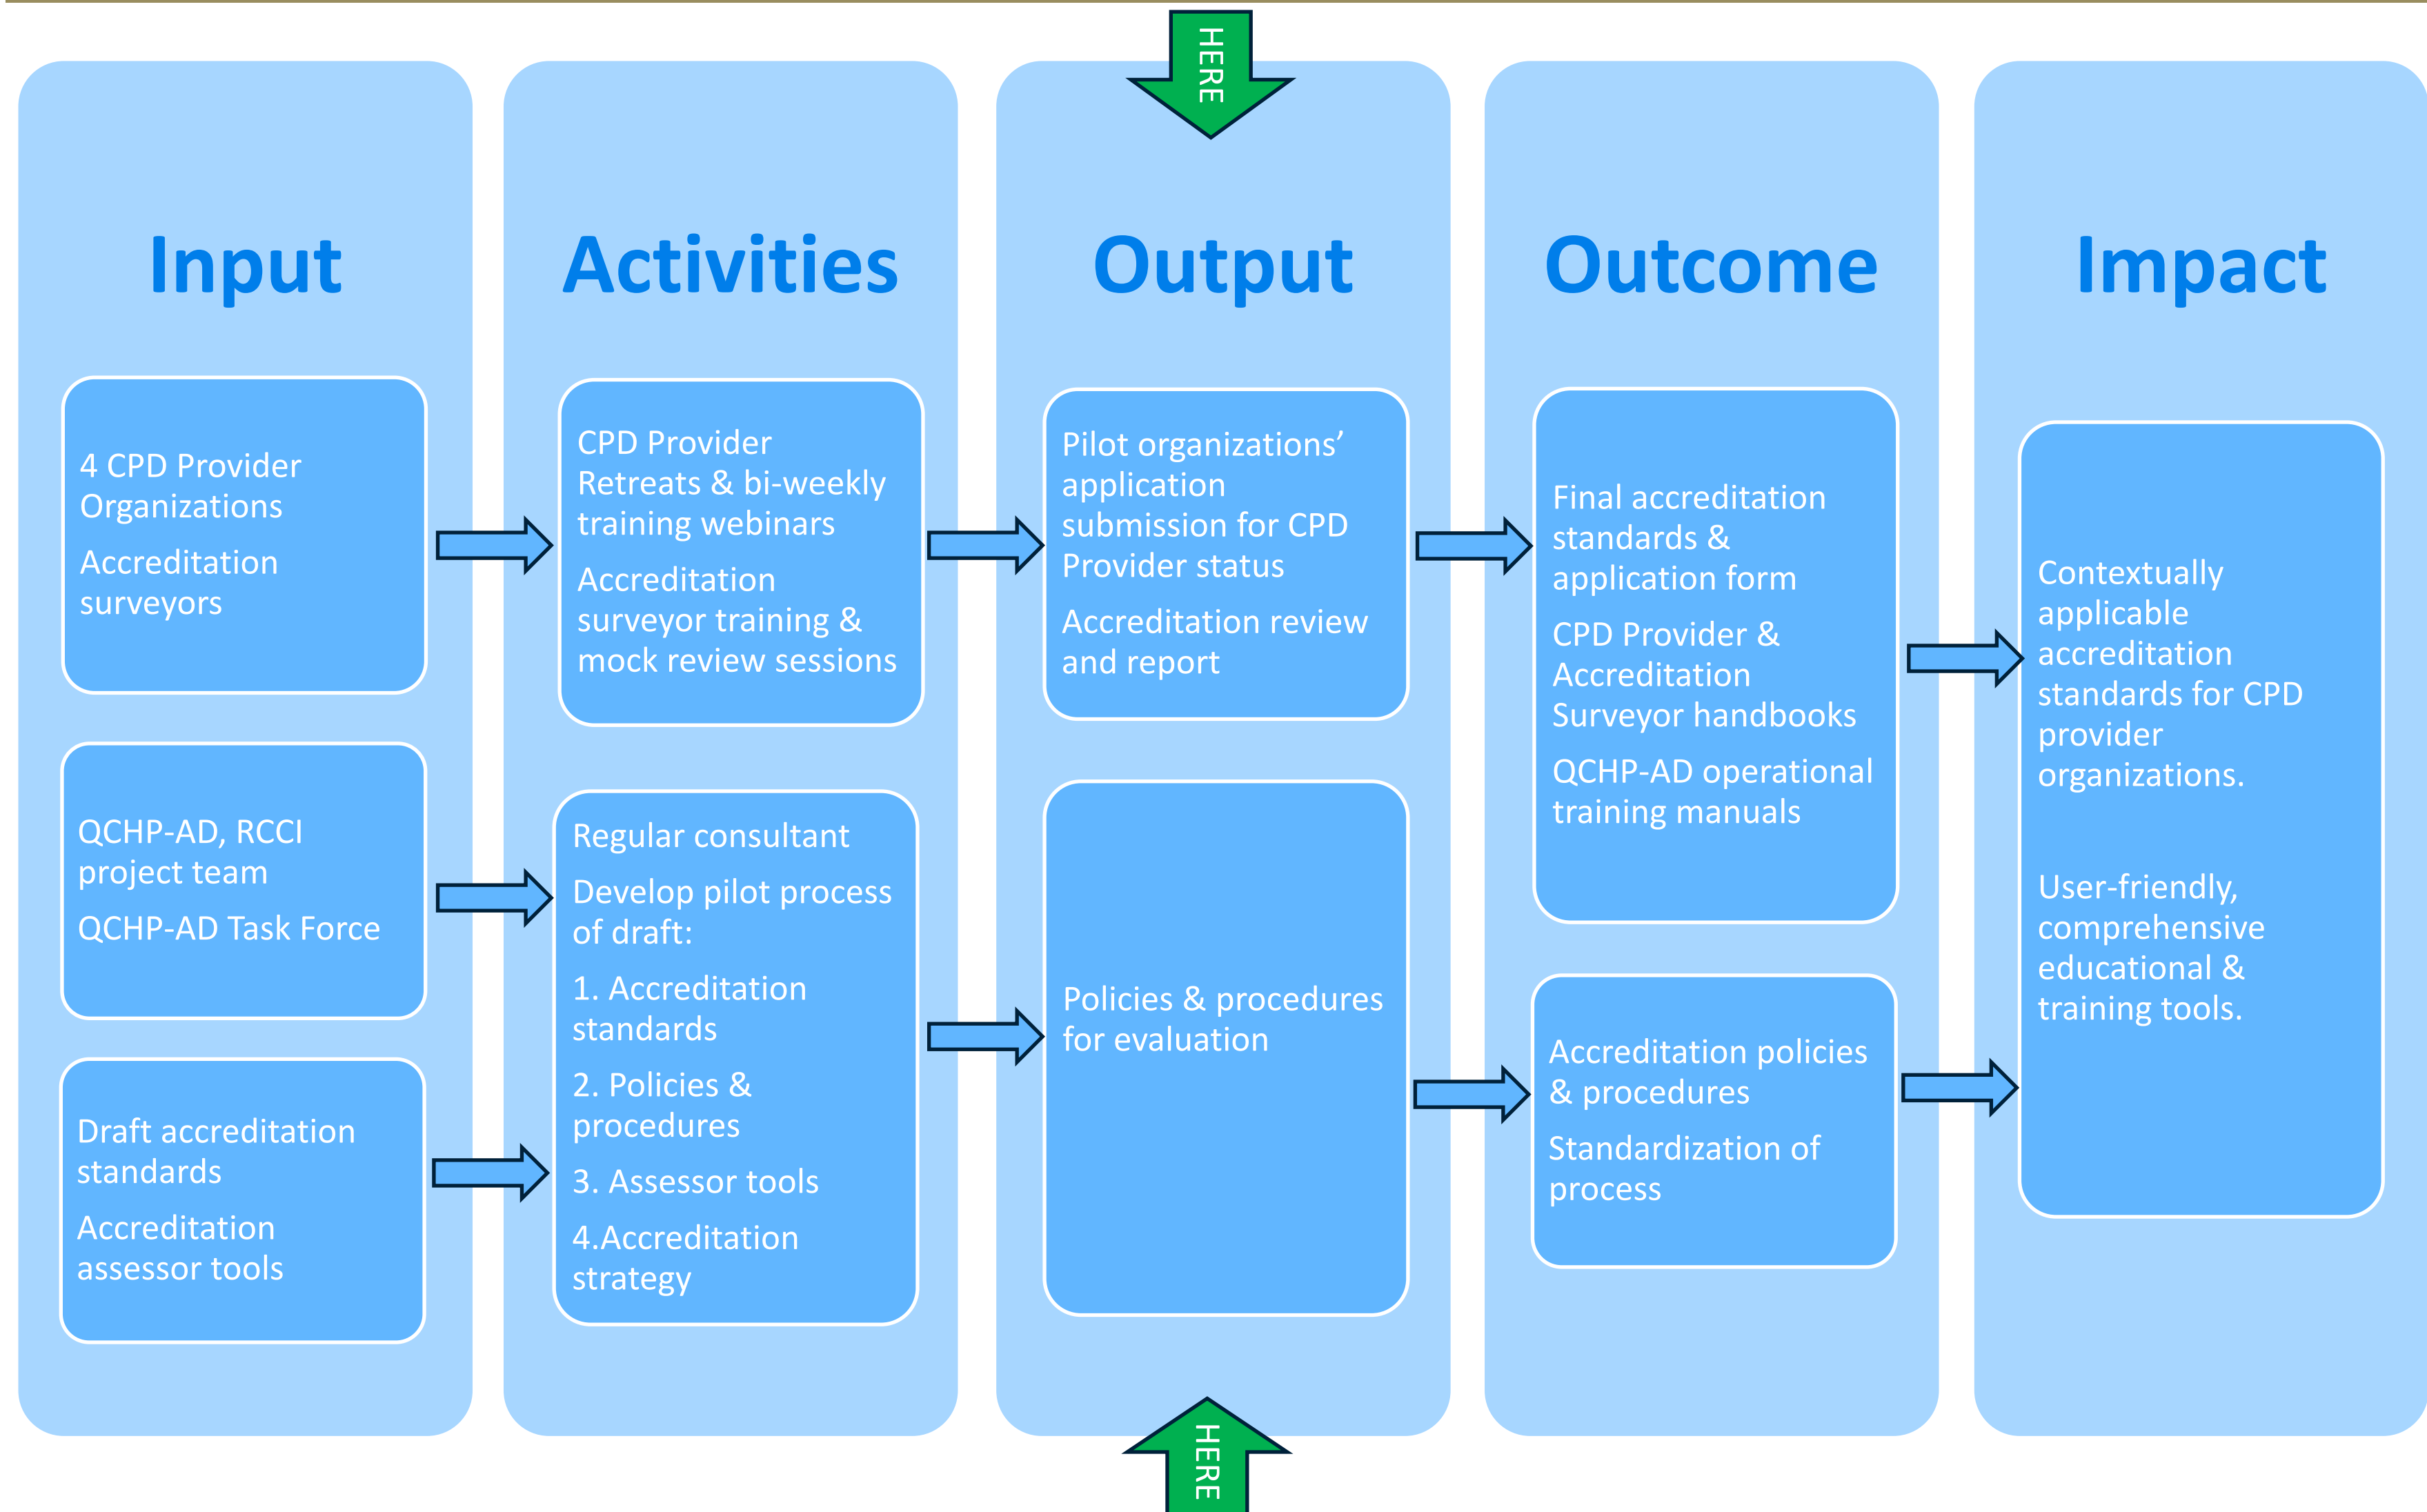 HERE
Input
4 CPD Provider
Organizations
Accreditation
surveyors
QCHP-AD, RCCI
project team
QCHP-AD Task Force
Draft accreditation
standards
Accreditation
assessor tools
Activities
CPD Provider
Retreats & bi-weekly
training webinars
Accreditation
surveyor training &
mock review sessions
Regular consultant
Develop pilot process
of draft:
1. Accreditation
standards
2. Policies &
procedures
3. Assessor tools
4.Accreditation
strategy
Output
Pilot organizations’
application
submission for CPD
Provider status
Accreditation review
and report
Policies & procedures
for evaluation
Outcome
Final accreditation
standards &
application form
CPD Provider &
Accreditation
Surveyor handbooks
QCHP-AD operational
training manuals
Accreditation policies
& procedures
Standardization of
process
Impact
Contextually
applicable
accreditation
standards for CPD
provider
organizations.
User-friendly,
comprehensive
educational &
training tools.
HERE